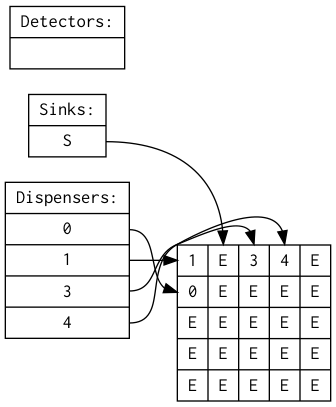 Detectors:
Sinks:
S
Dispensers:
0
1
3
4
1 E 3 4 E
0 E E E E
E E E E E
E E E E E
E E E E E